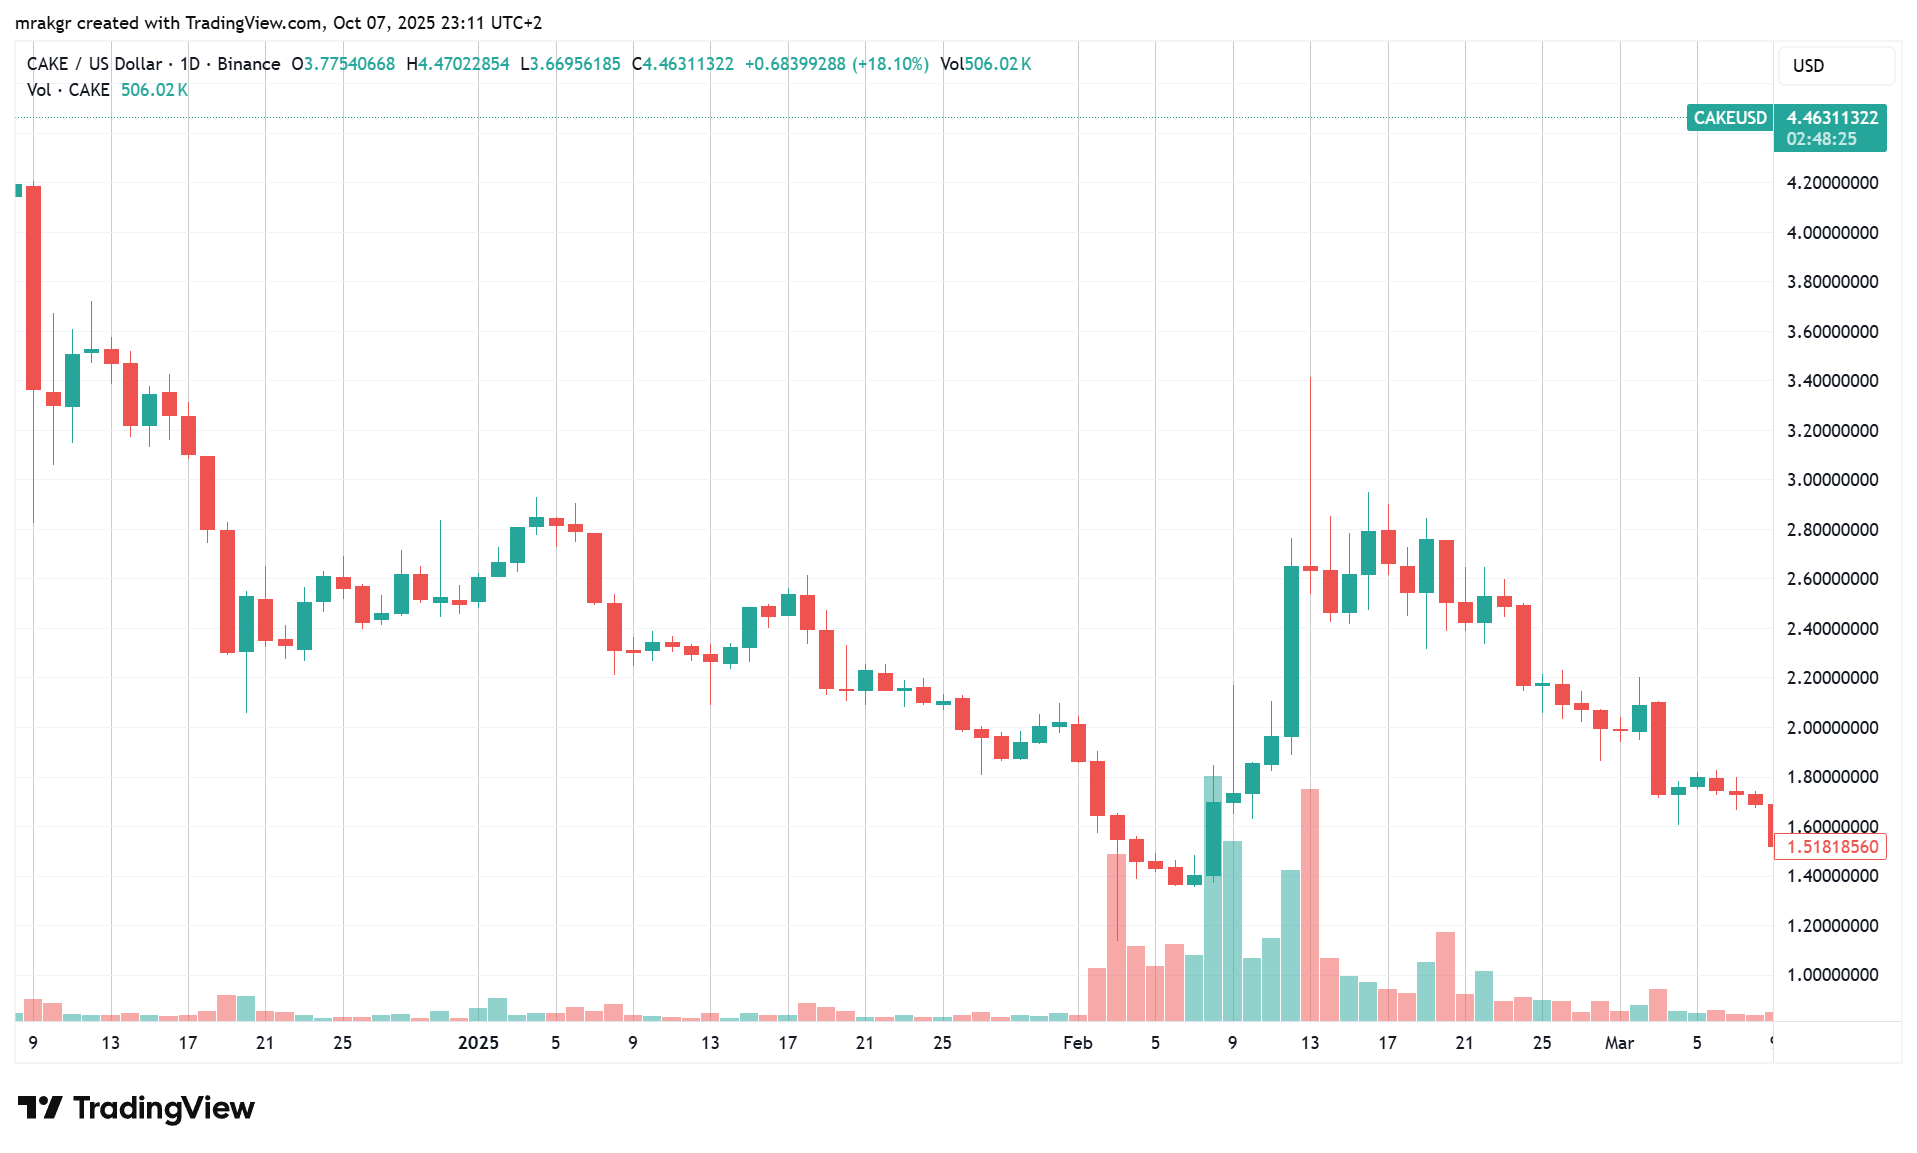 mrakgr created with TradingView.com, Oct 07, 2025 23:11 UTC+2
CAKE / US Dollar · 1D · Binance O3.77540668 H4.47022854 L3.66956185 C4.46311322 +0.68399288 (+18.10%) Vol506.02 K
USD
Vol · CAKE 506.02 K
CAKEUSD 4.46311322
02:48:25
4.20000000
4.00000000
3.80000000
3.60000000
3.40000000
3.20000000
3.00000000
2.80000000
2.60000000
2.40000000
2.20000000
2.00000000
1.80000000
1.60000000
1.51818560
1.40000000
1.20000000
1.00000000
9 13 17 21 25 2025 5 9 13 17 21 25 Feb 5 9 13 17 21 25 Mar 5
TradingView